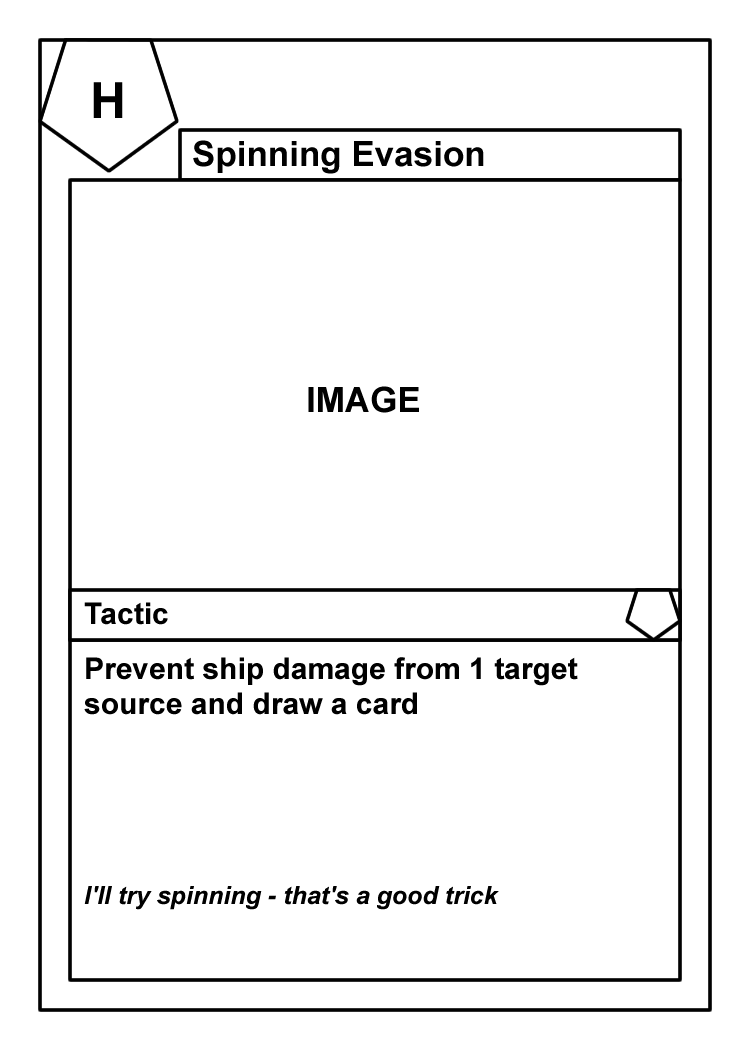 H
Spinning Evasion
IMAGE
Tactic
Prevent ship damage from 1 target
source and draw a card
I'll try spinning - that's a good trick